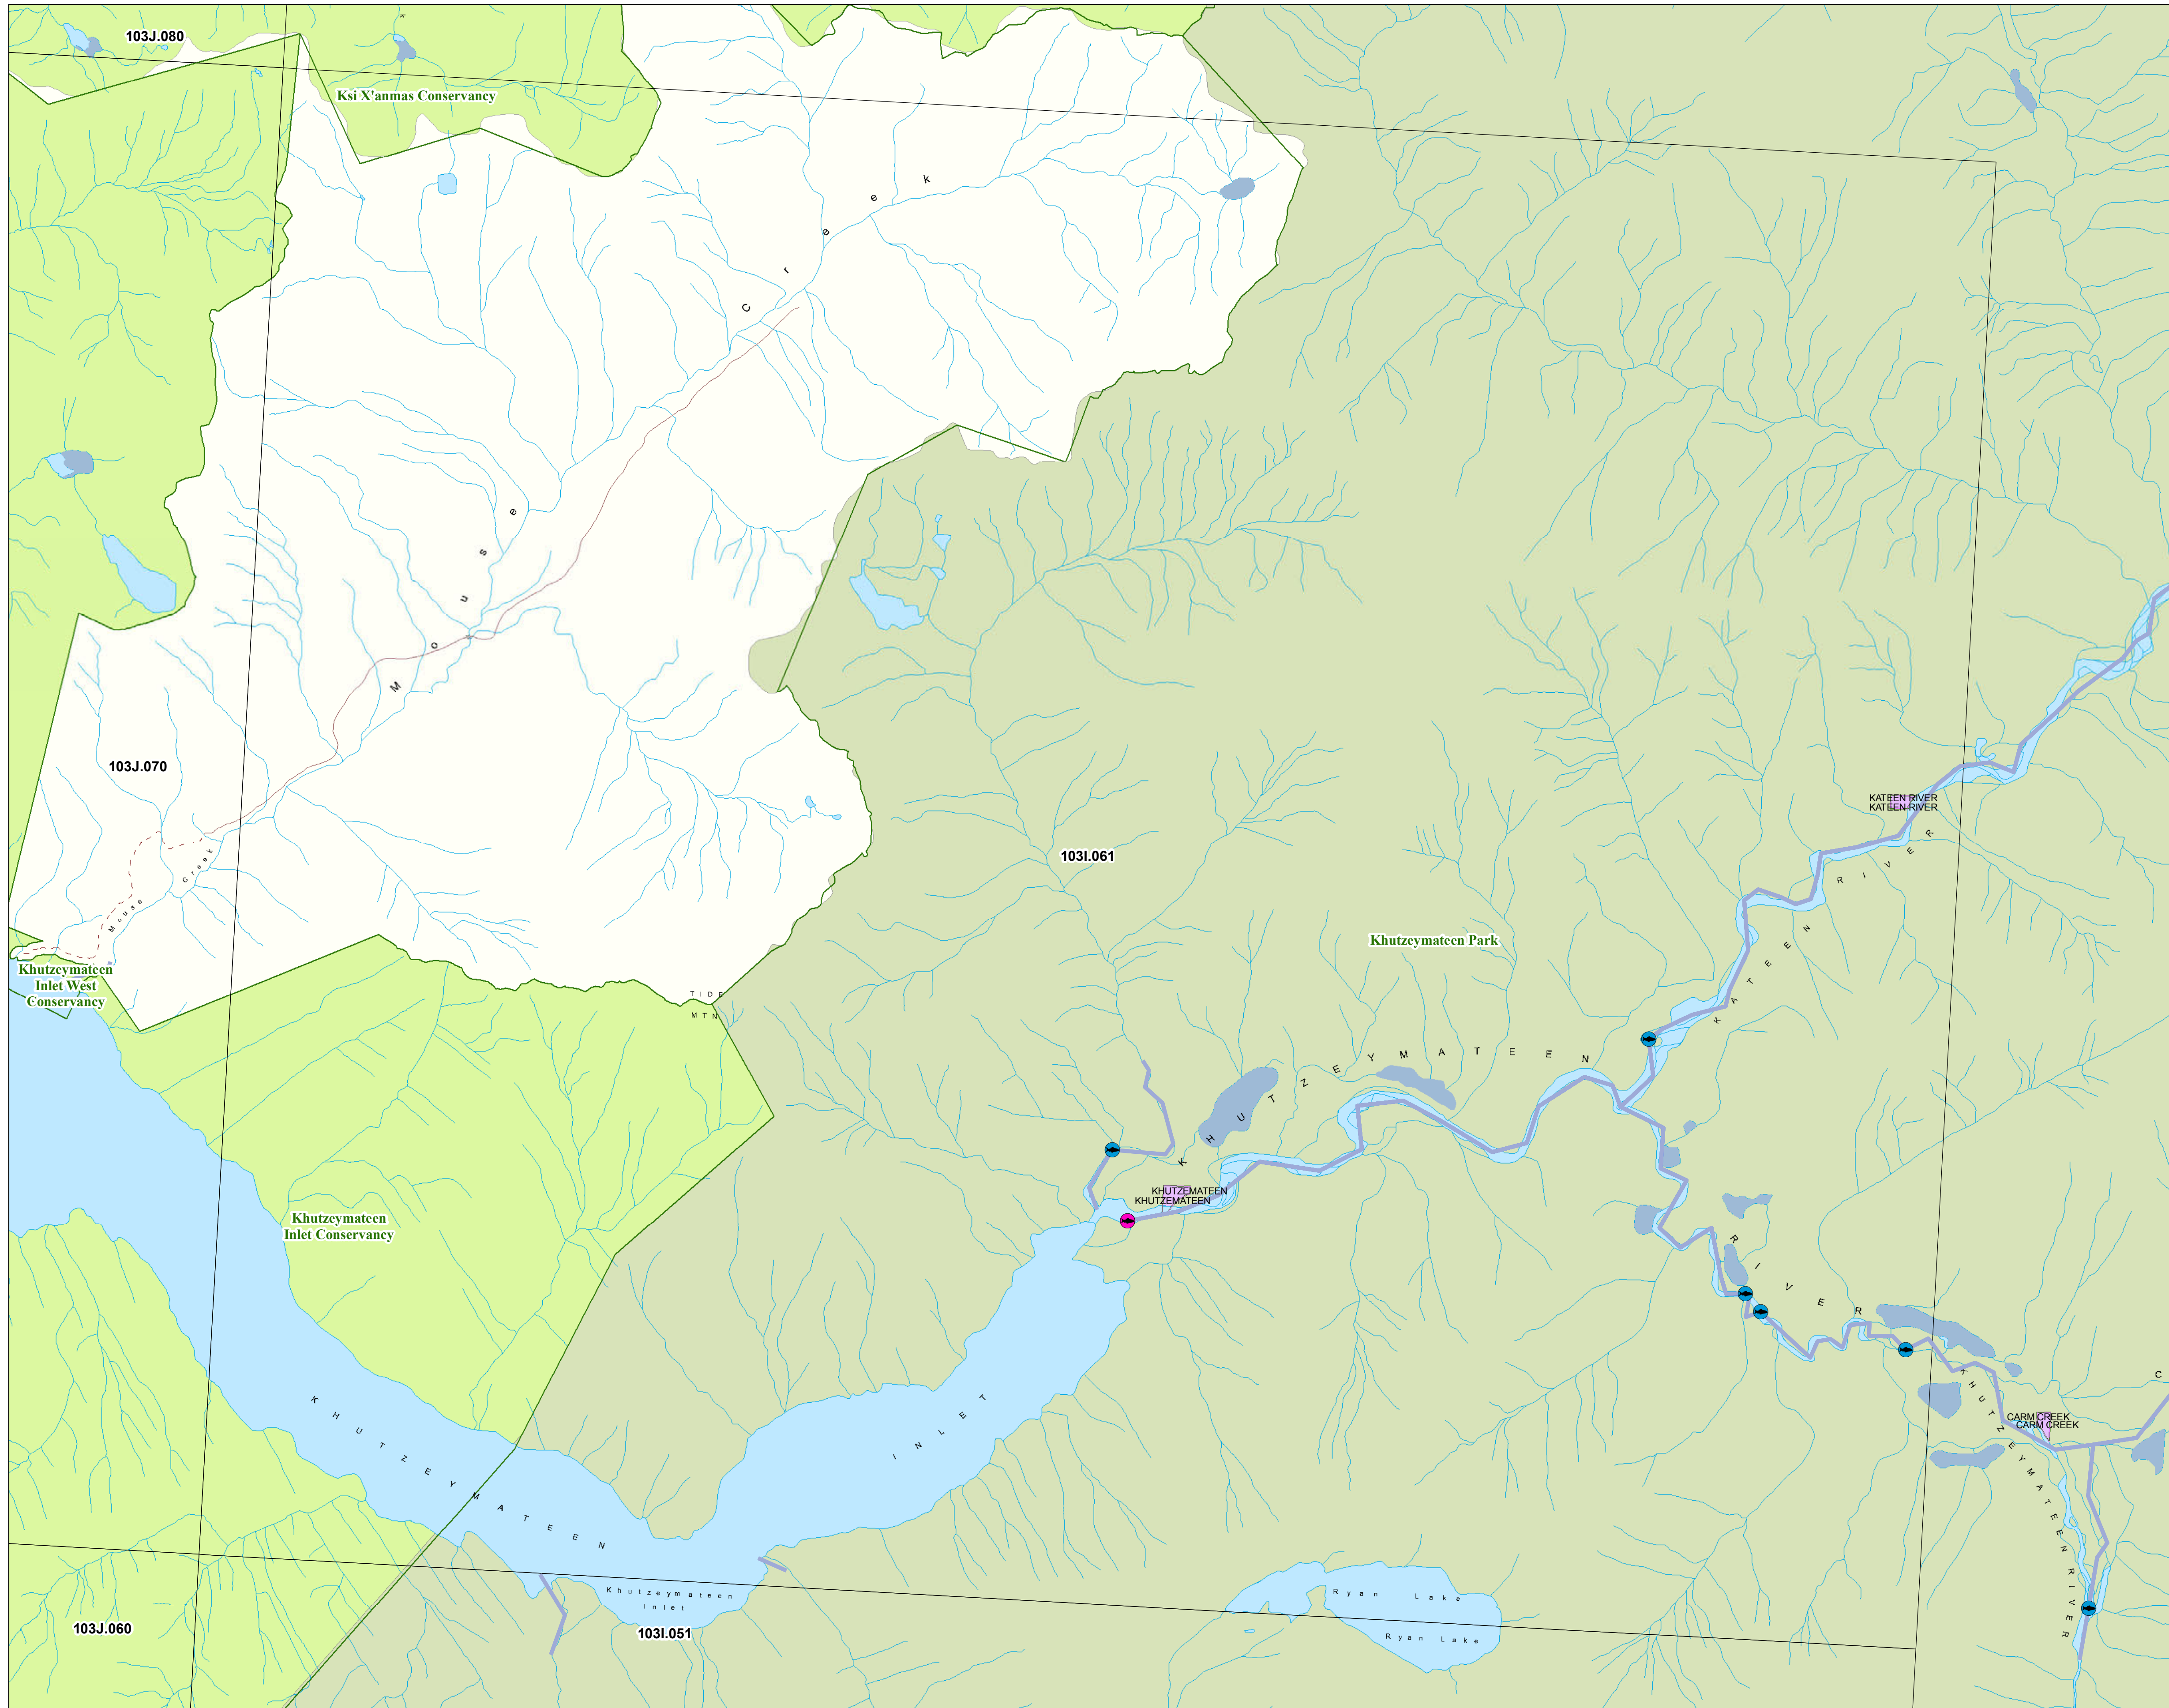 103J.080
Ksi X'anmas Conservancy
Mouse Creek
103J.070
Mouse Creek
Khutzeymateen
Inlet West
Conservancy
TIDE
MTN
103I.061
Khutzeymateen Park
KATEEN RIVER
KATEEN RIVER
KATEEN RIVER
KHUTZEYMATEEN RIVER
KHUTZEMATEEN
KHUTZEMATEEN
Khutzeymateen
Inlet Conservancy
KHUTZEYMATEEN INLET
C
CARM CREEK
CARM CREEK
KHUTZEYMATEEN RIVER
Khutzeymateen
Inlet
Ryan Lake
Ryan Lake
103J.060
103I.051